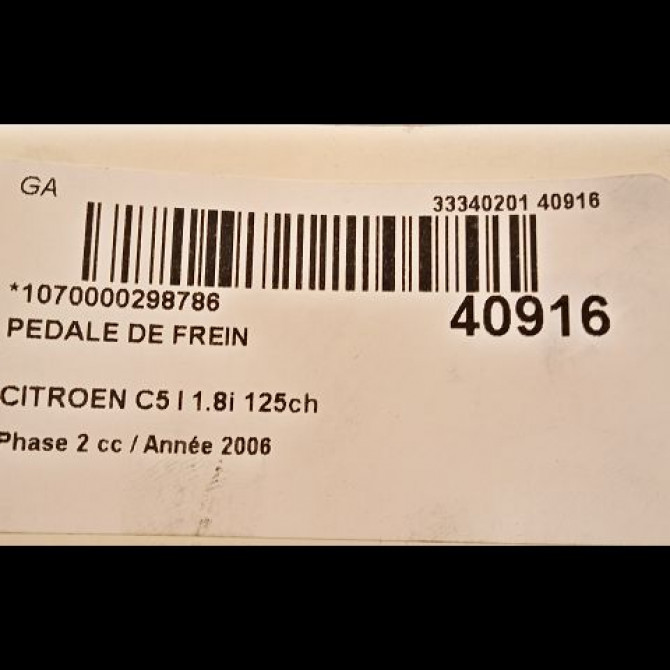 GA
33340201 40916
*1070000298786
40916
PEDALE DE FREIN
CITROEN C5 I 1.8i 125ch
Phase 2 cc / Année 2006